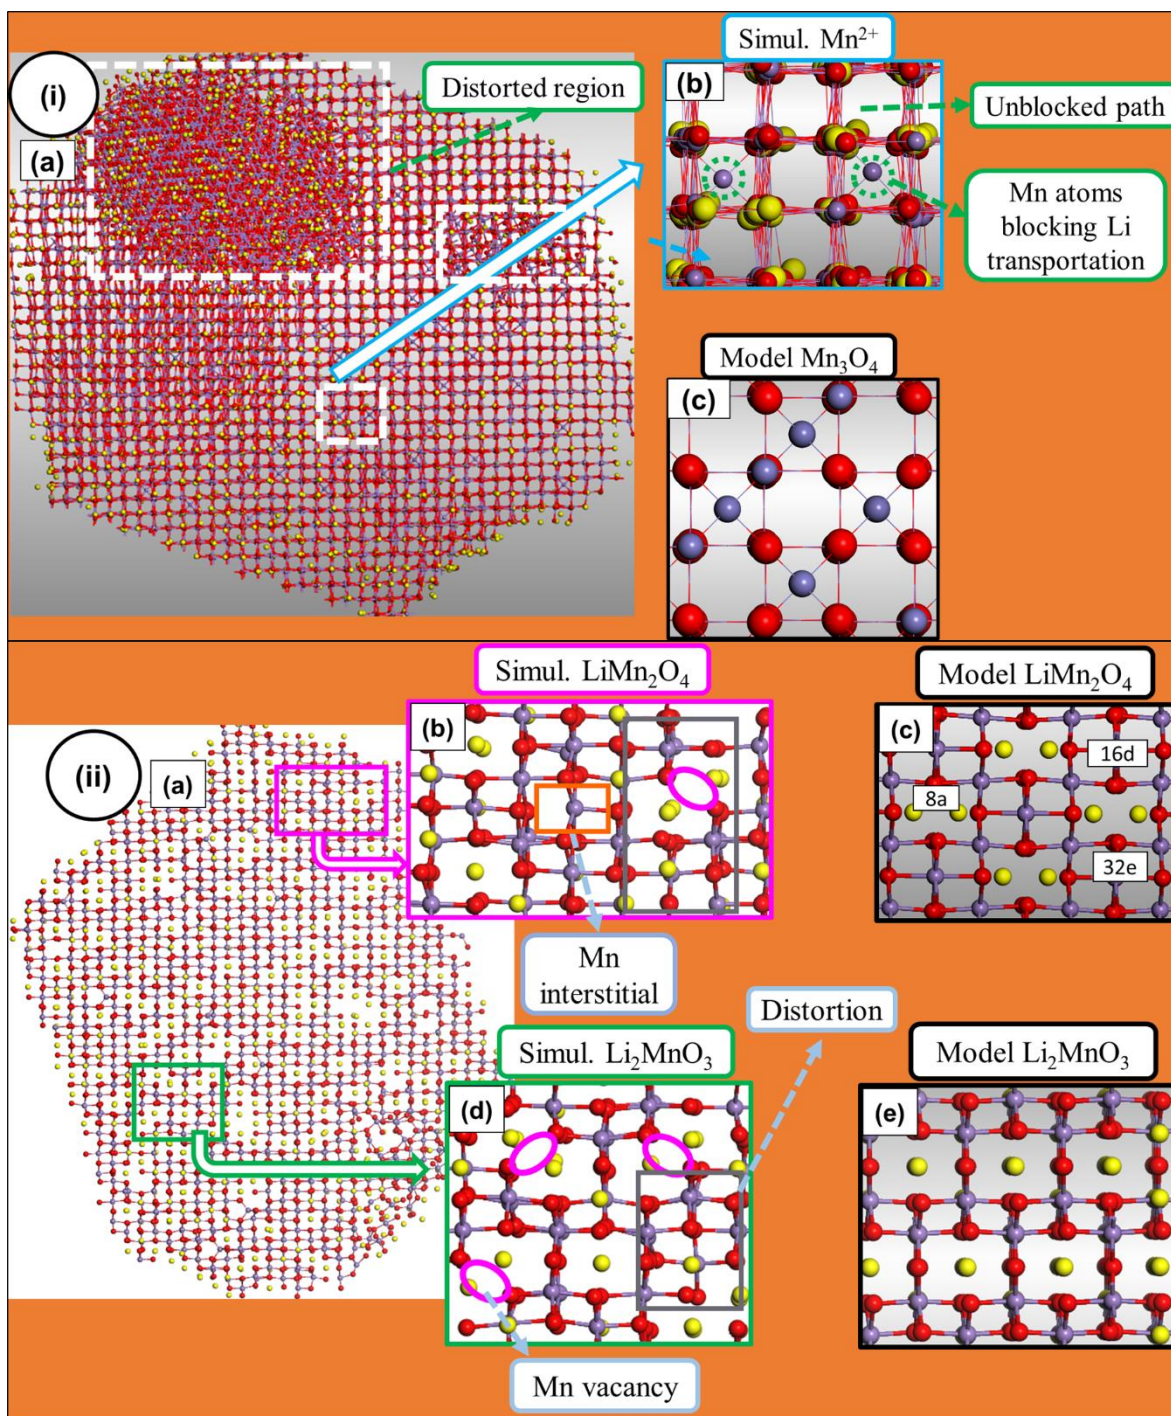 (i)
(a)
Distorted region
Simul. Mn²⁺
(b)
Unblocked path
Mn atoms
blocking Li
transportation
Model Mn₃O₄
(c)
(ii)
(a)
Simul. LiMn₂O₄
(b)
Mn
interstitial
Model LiMn₂O₄
(c)
16d
8a
32e
Distortion
Simul. Li₂MnO₃
(d)
Mn vacancy
Model Li₂MnO₃
(e)